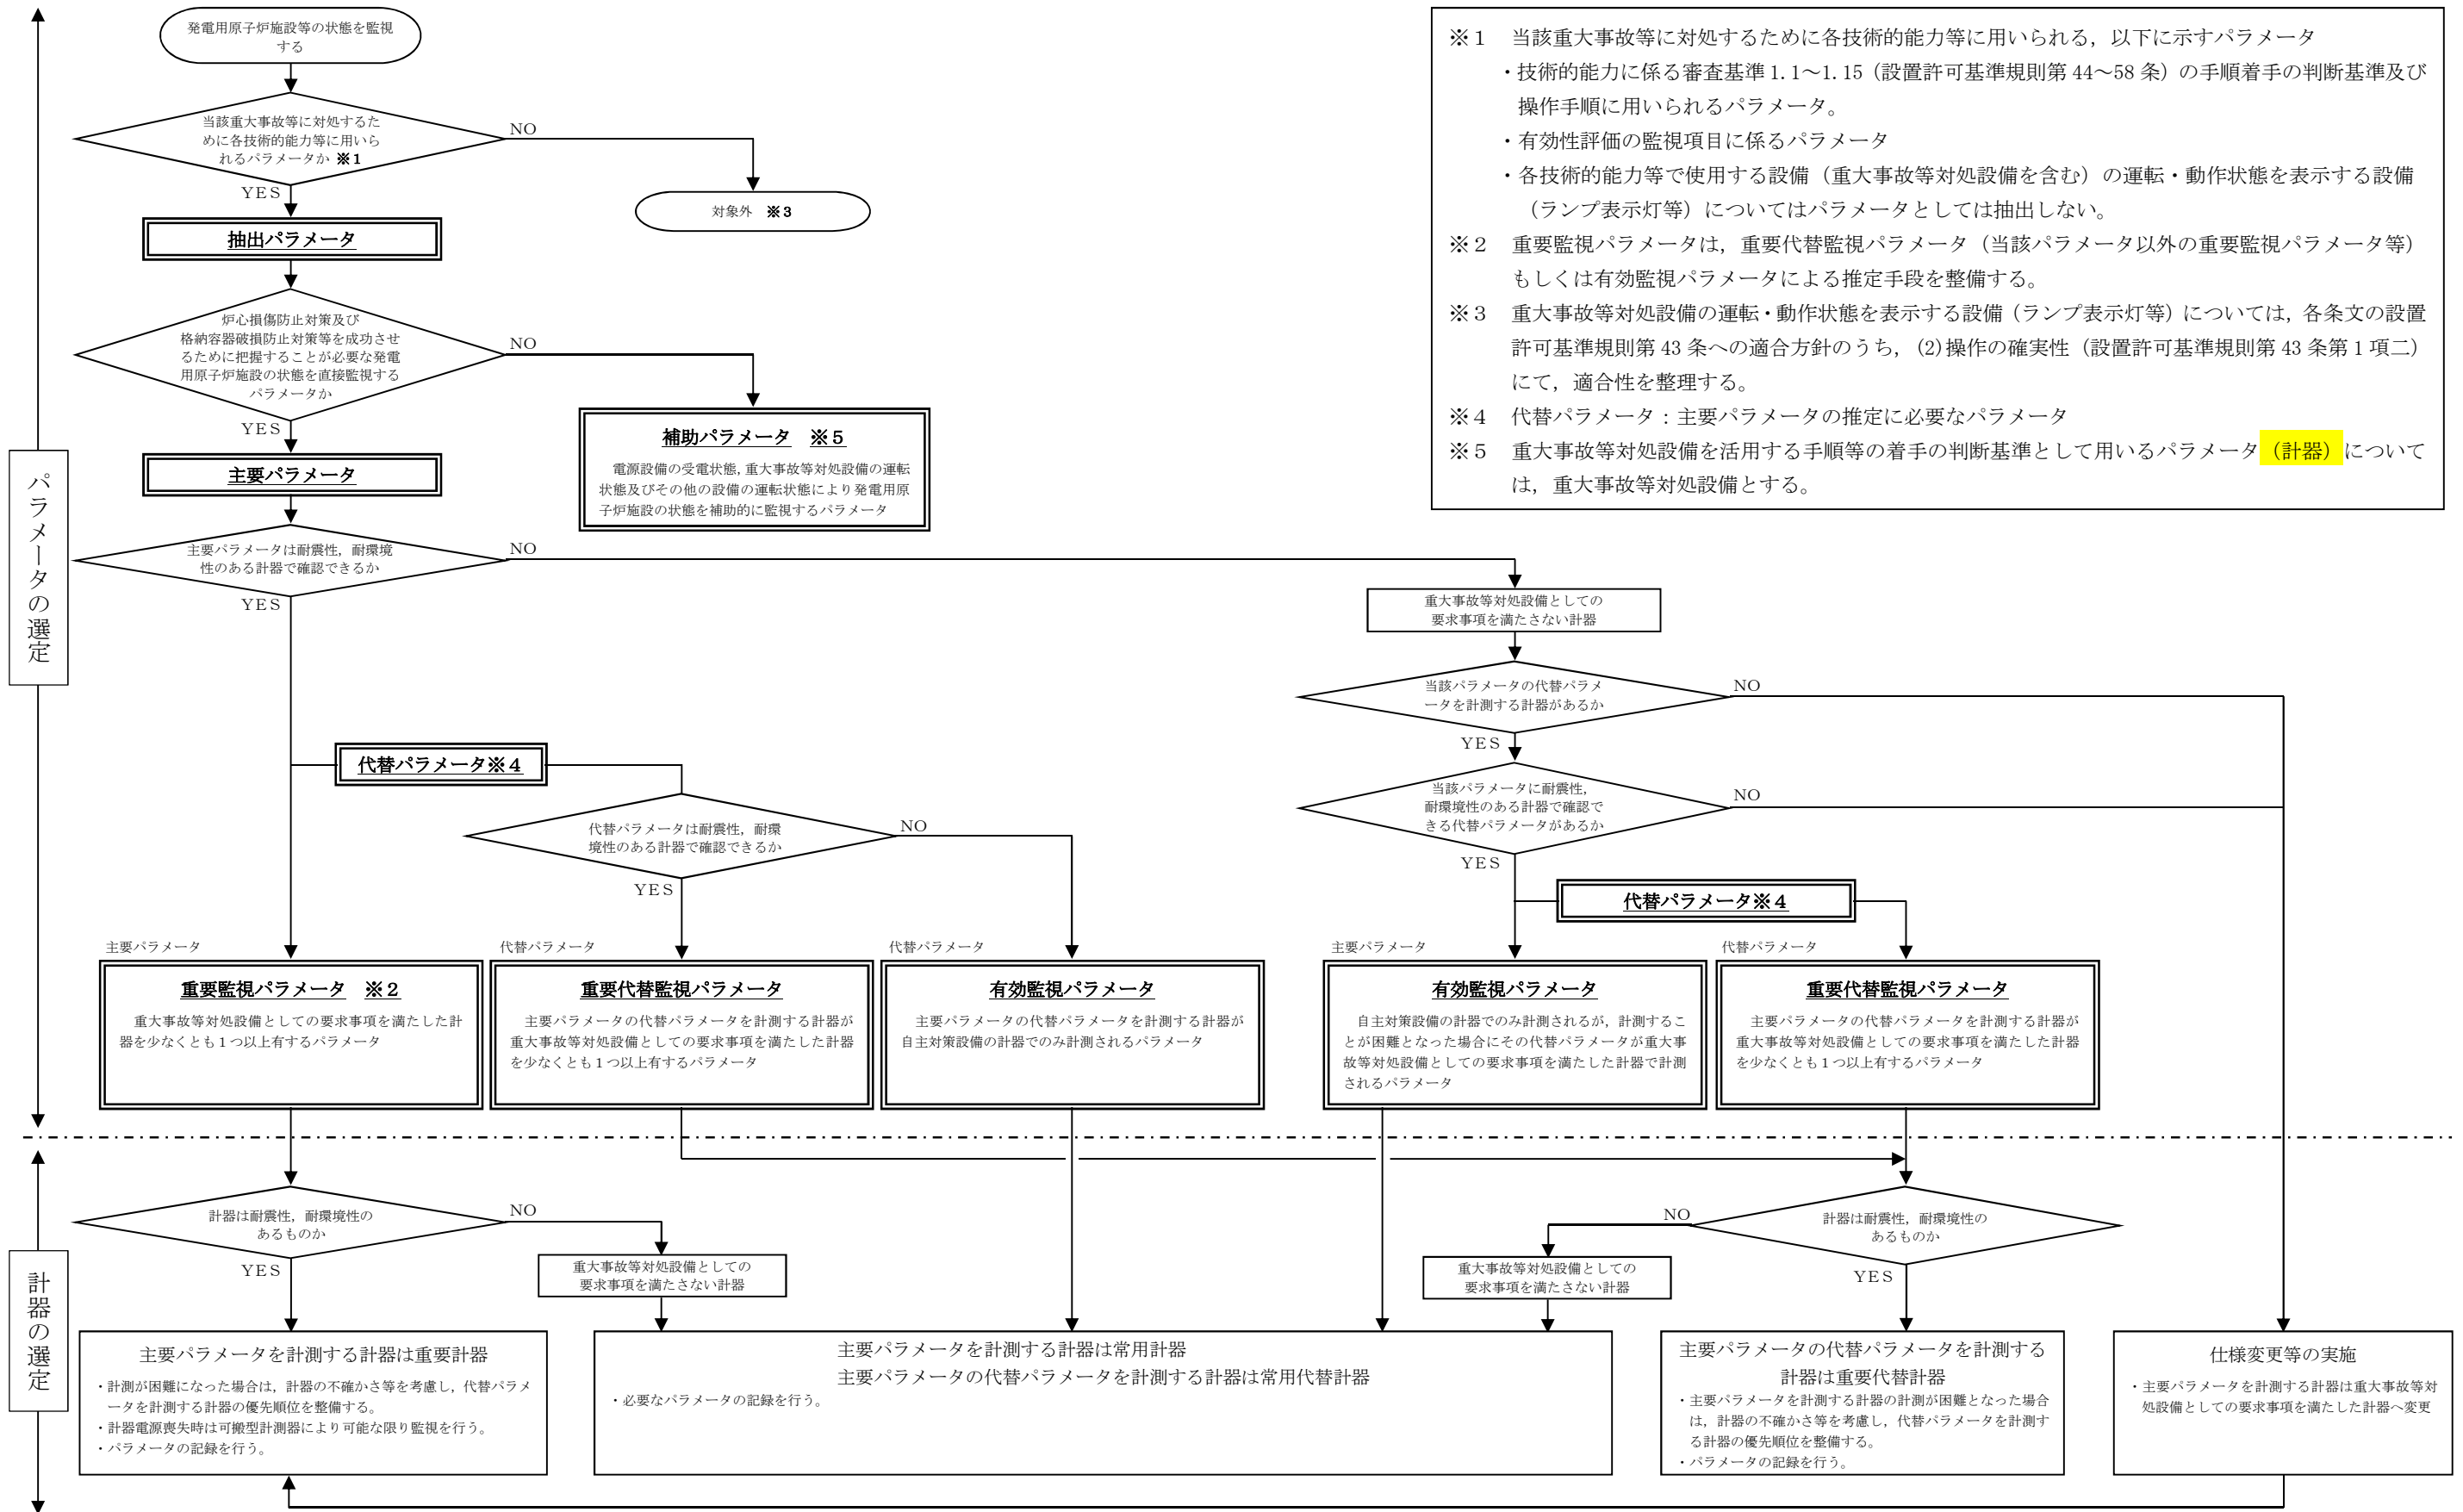 発電用原子炉施設等の状態を監視
する
当該重大事故等に対処するた
めに各技術的能力等に用いら
れるパラメータか ※1
NO
YES
対象外 ※3
抽出パラメータ
炉心損傷防止対策及び
格納容器破損防止対策等を成功させ
るために把握することが必要な発電
用原子炉施設の状態を直接監視する
パラメータか
NO
YES
補助パラメータ ※5
電源設備の受電状態，重大事故等対処設備の運転
状態及びその他の設備の運転状態により発電用原
子炉施設の状態を補助的に監視するパラメータ
主要パラメータ
※1 当該重大事故等に対処するために各技術的能力等に用いられる，以下に示すパラメータ
・技術的能力に係る審査基準 1.1～1.15（設置許可基準規則第 44～58 条）の手順着手の判断基準及び
操作手順に用いられるパラメータ。
・有効性評価の監視項目に係るパラメータ
・各技術的能力等で使用する設備（重大事故等対処設備を含む）の運転・動作状態を表示する設備
（ランプ表示灯等）についてはパラメータとしては抽出しない。
※2 重要監視パラメータは，重要代替監視パラメータ（当該パラメータ以外の重要監視パラメータ等）
もしくは有効監視パラメータによる推定手段を整備する。
※3 重大事故等対処設備の運転・動作状態を表示する設備（ランプ表示灯等）については，各条文の設置
許可基準規則第 43 条への適合方針のうち，(2)操作の確実性（設置許可基準規則第 43 条第 1 項二）
にて，適合性を整理する。
※4 代替パラメータ：主要パラメータの推定に必要なパラメータ
※5 重大事故等対処設備を活用する手順等の着手の判断基準として用いるパラメータ（計器）について
は，重大事故等対処設備とする。
パラメータの選定
主要パラメータは耐震性，耐環境
性のある計器で確認できるか
NO
YES
重大事故等対処設備としての
要求事項を満たさない計器
当該パラメータの代替パラメ
ータを計測する計器があるか
NO
YES
代替パラメータ※4
当該パラメータに耐震性，
耐環境性のある計器で確認で
きる代替パラメータがあるか
NO
YES
代替パラメータは耐震性，耐環
境性のある計器で確認できるか
NO
YES
代替パラメータ※4
主要パラメータ
重要監視パラメータ ※2
重大事故等対処設備としての要求事項を満たした計
器を少なくとも１つ以上有するパラメータ
代替パラメータ
重要代替監視パラメータ
主要パラメータの代替パラメータを計測する計器が
重大事故等対処設備としての要求事項を満たした計器
を少なくとも１つ以上有するパラメータ
代替パラメータ
有効監視パラメータ
主要パラメータの代替パラメータを計測する計器が
自主対策設備の計器でのみ計測されるパラメータ
主要パラメータ
有効監視パラメータ
自主対策設備の計器でのみ計測されるが，計測するこ
とが困難となった場合にその代替パラメータが重大事
故等対処設備としての要求事項を満たした計器で計測
されるパラメータ
代替パラメータ
重要代替監視パラメータ
主要パラメータの代替パラメータを計測する計器が
重大事故等対処設備としての要求事項を満たした計器
を少なくとも１つ以上有するパラメータ
計器の選定
計器は耐震性，耐環境性の
あるものか
NO
YES
重大事故等対処設備としての
要求事項を満たさない計器
計器は耐震性，耐環境性の
あるものか
NO
YES
重大事故等対処設備としての
要求事項を満たさない計器
主要パラメータを計測する計器は重要計器
・計測が困難になった場合は，計器の不確かさ等を考慮し，代替パラメ
ータを計測する計器の優先順位を整備する。
・計器電源喪失時は可搬型計測器により可能な限り監視を行う。
・パラメータの記録を行う。
主要パラメータを計測する計器は常用計器
主要パラメータの代替パラメータを計測する計器は常用代替計器
・必要なパラメータの記録を行う。
主要パラメータの代替パラメータを計測する
計器は重要代替計器
・主要パラメータを計測する計器の計測が困難となった場合
は，計器の不確かさ等を考慮し，代替パラメータを計測す
る計器の優先順位を整備する。
・パラメータの記録を行う。
仕様変更等の実施
・主要パラメータを計測する計器は重大事故等対
処設備としての要求事項を満たした計器へ変更